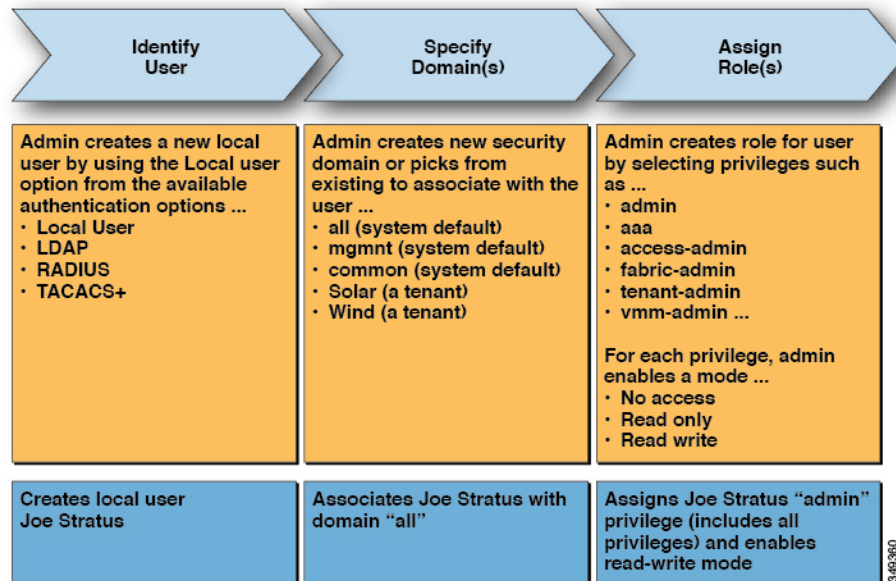 Identify
User
Specify
Domain(s)
Assign
Role(s)
Admin creates a new local
user by using the Local user
option from the available
authentication options ...
• Local User
• LDAP
• RADIUS
• TACACS+
Admin creates new security
domain or picks from
existing to associate with the
user ...
• all (system default)
• mgmnt (system default)
• common (system default)
• Solar (a tenant)
• Wind (a tenant)
Admin creates role for user
by selecting privileges such
as ...
• admin
• aaa
• access-admin
• fabric-admin
• tenant-admin
• vmm-admin ...
For each privilege, admin
enables a mode ...
• No access
• Read only
• Read write
Creates local user
Joe Stratus
Associates Joe Stratus with
domain “all”
Assigns Joe Stratus “admin”
privilege (includes all
privileges) and enables
read-write mode
349360